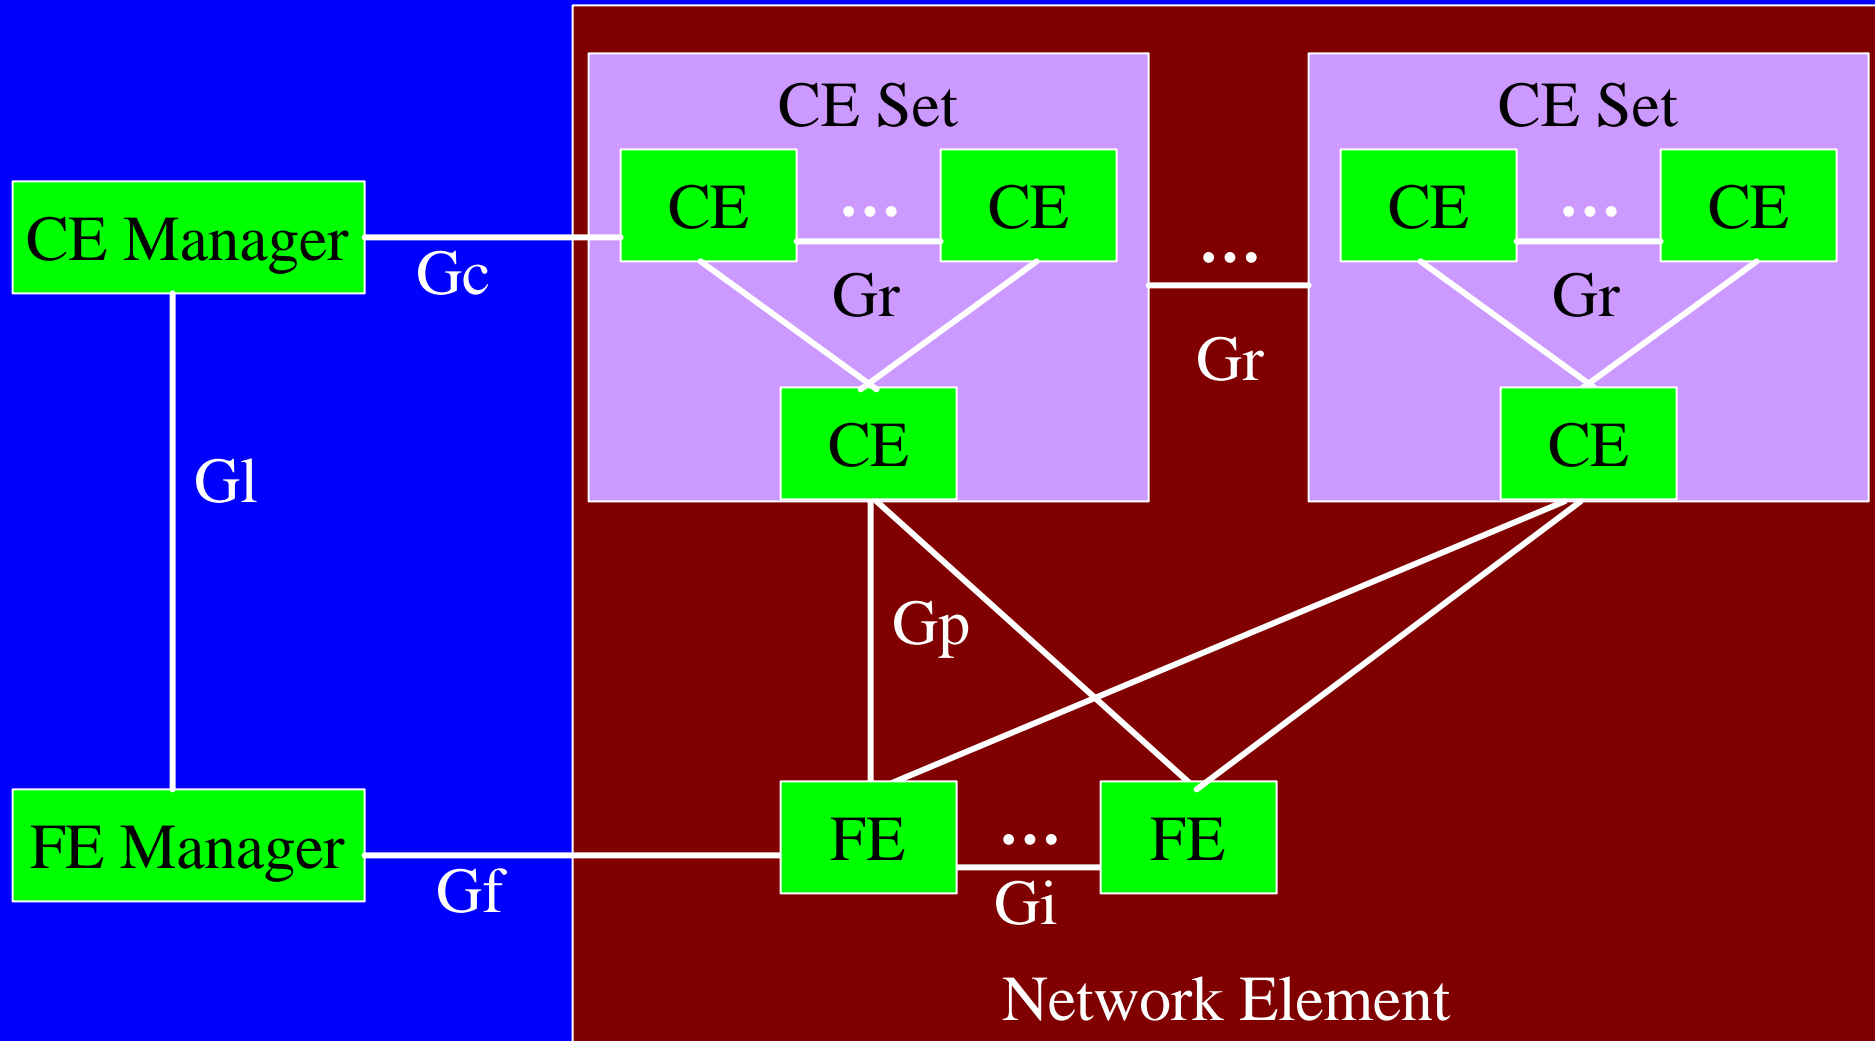 CE Set
CE Set
CE
...
CE
CE
...
CE
CE Manager
Gc
Gr
...
Gr
Gr
CE
CE
Gl
Gp
FE Manager
Gf
FE
...
FE
Gi
Network Element